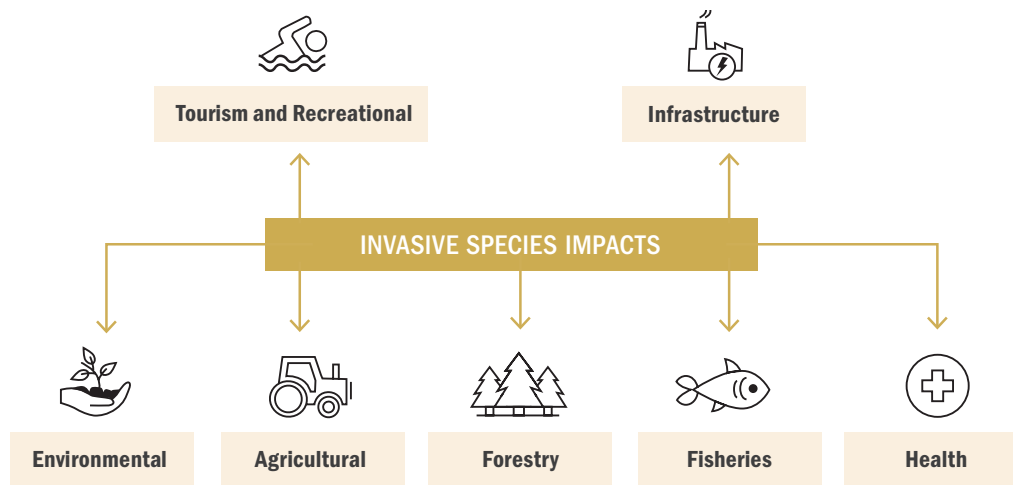 Tourism and Recreational
Infrastructure
INVASIVE SPECIES IMPACTS
Environmental
Agricultural
Forestry
Fisheries
Health